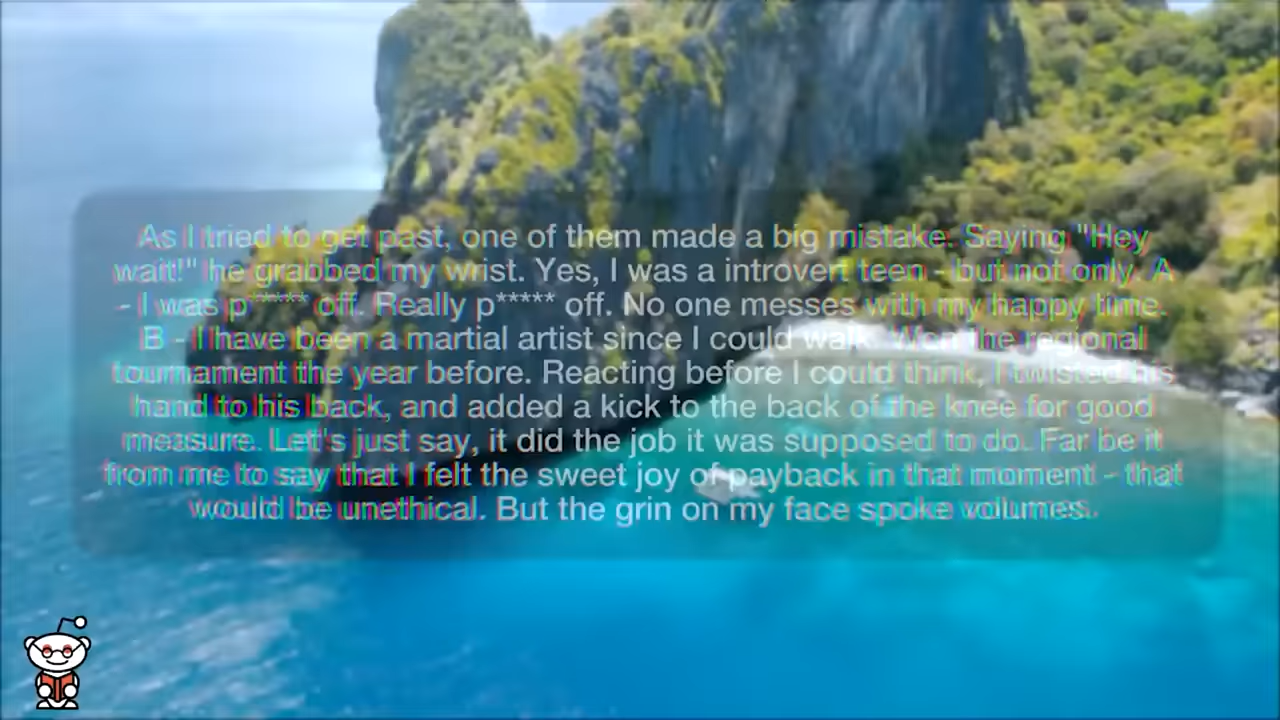 As I tried to get past, one of them made a big mistake. Saying "Hey
wait!" he grabbed my wrist. Yes, I was a introvert teen - but not only. A
- I was p***** off. Really p***** off. No one messes with my happy time.
B - I have been a martial artist since I could walk. Won the regional
tournament the year before. Reacting before I could think, I twisted his
hand to his back, and added a kick to the back of the knee for good
measure. Let's just say, it did the job it was supposed to do. Far be it
from me to say that I felt the sweet joy of payback in that moment - that
would be unethical. But the grin on my face spoke volumes.